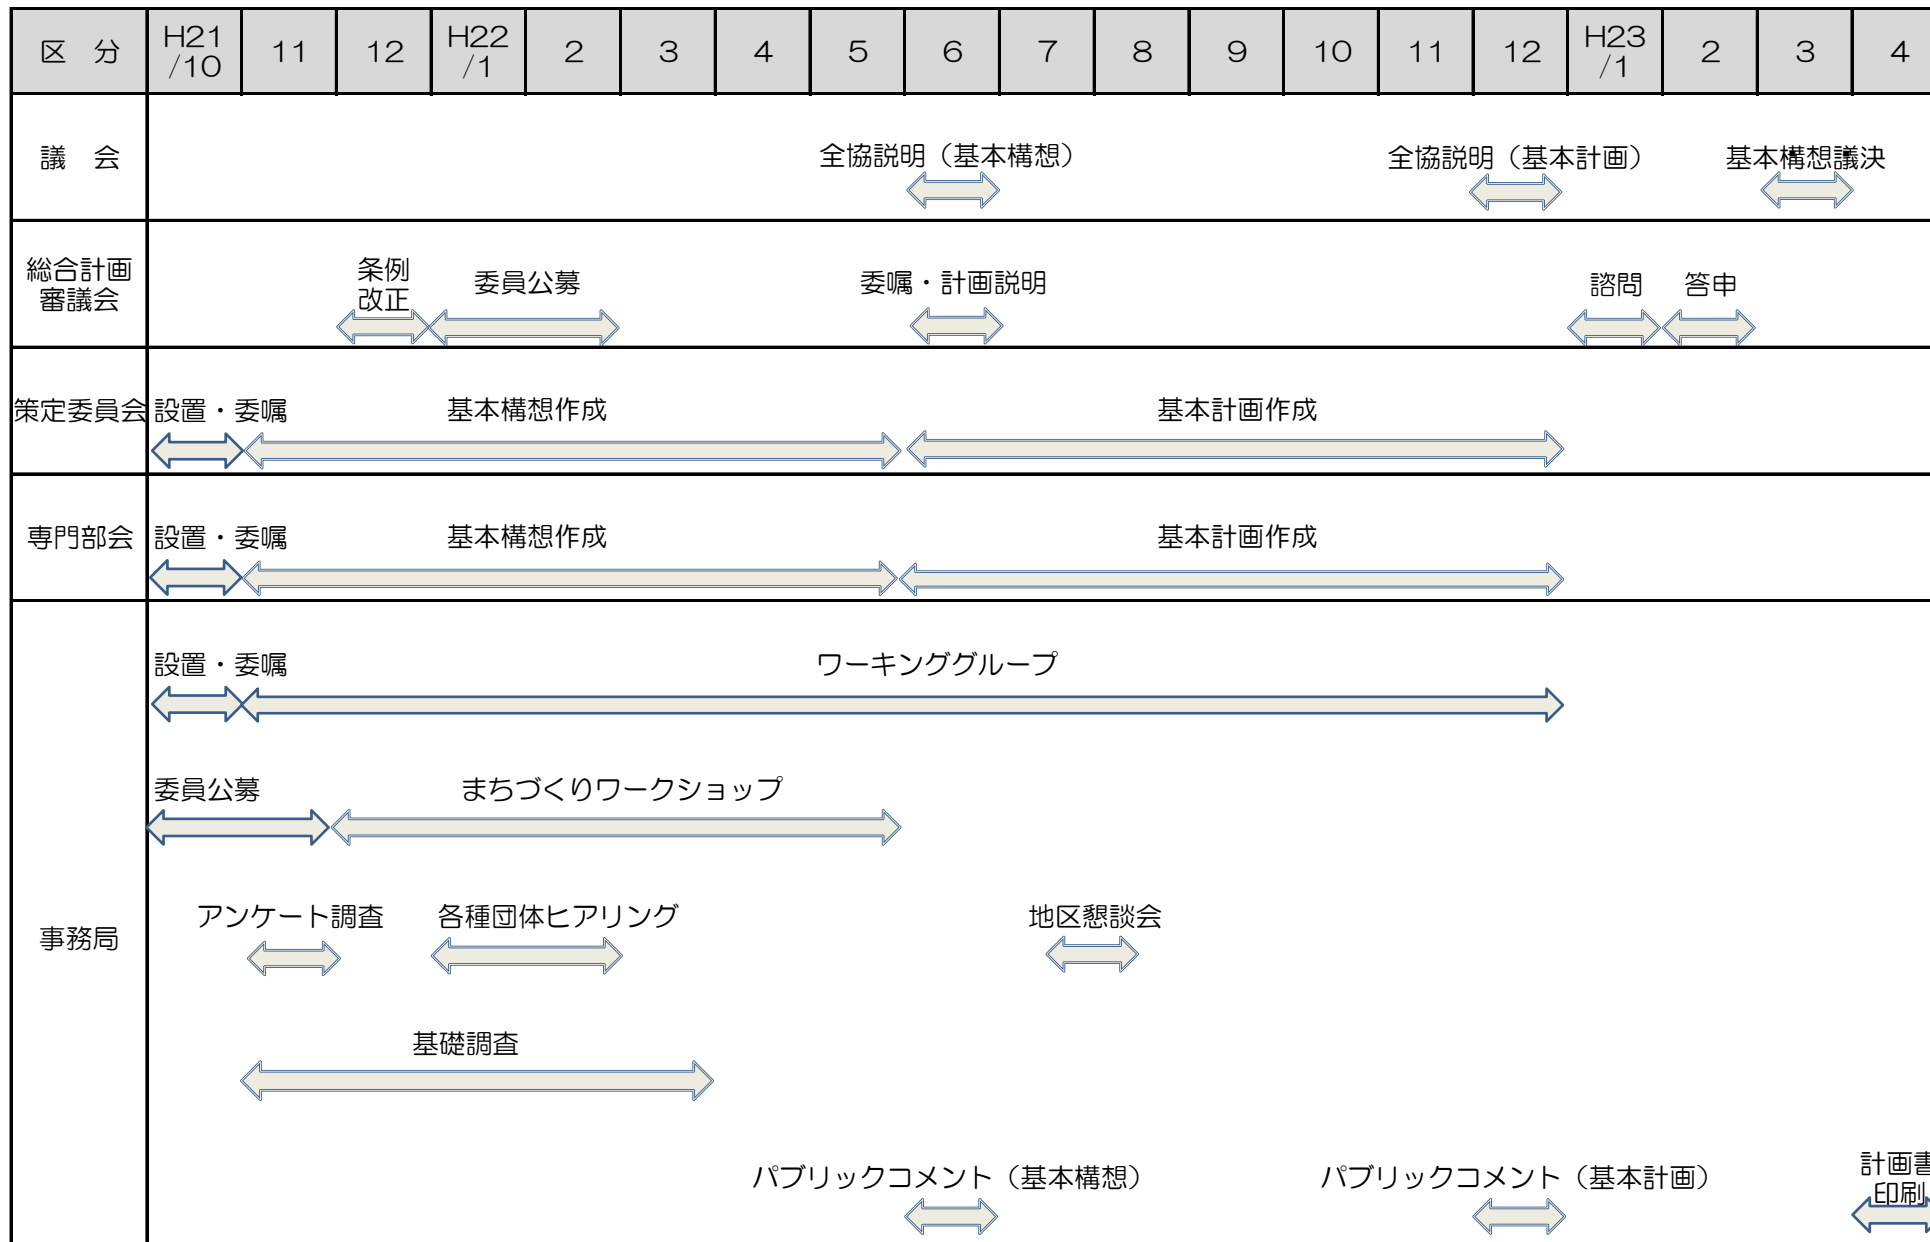 区　分 H21/10 11 12 H22/1 2 3 4 5 6 7 8 9 10 11 12 H23/1 2 3 4
議　会 全協説明（基本構想） 全協説明（基本計画） 基本構想議決
総合計画
審議会
条例
改正
委員公募 委嘱・計画説明 諮問 答申
策定委員会 設置・委嘱 基本構想作成 基本計画作成
専門部会 設置・委嘱 基本構想作成 基本計画作成
事務局
設置・委嘱 ワーキンググループ
委員公募 まちづくりワークショップ
アンケート調査 各種団体ヒアリング 地区懇談会
基礎調査
パブリックコメント（基本構想） パブリックコメント（基本計画）
計画書
印刷